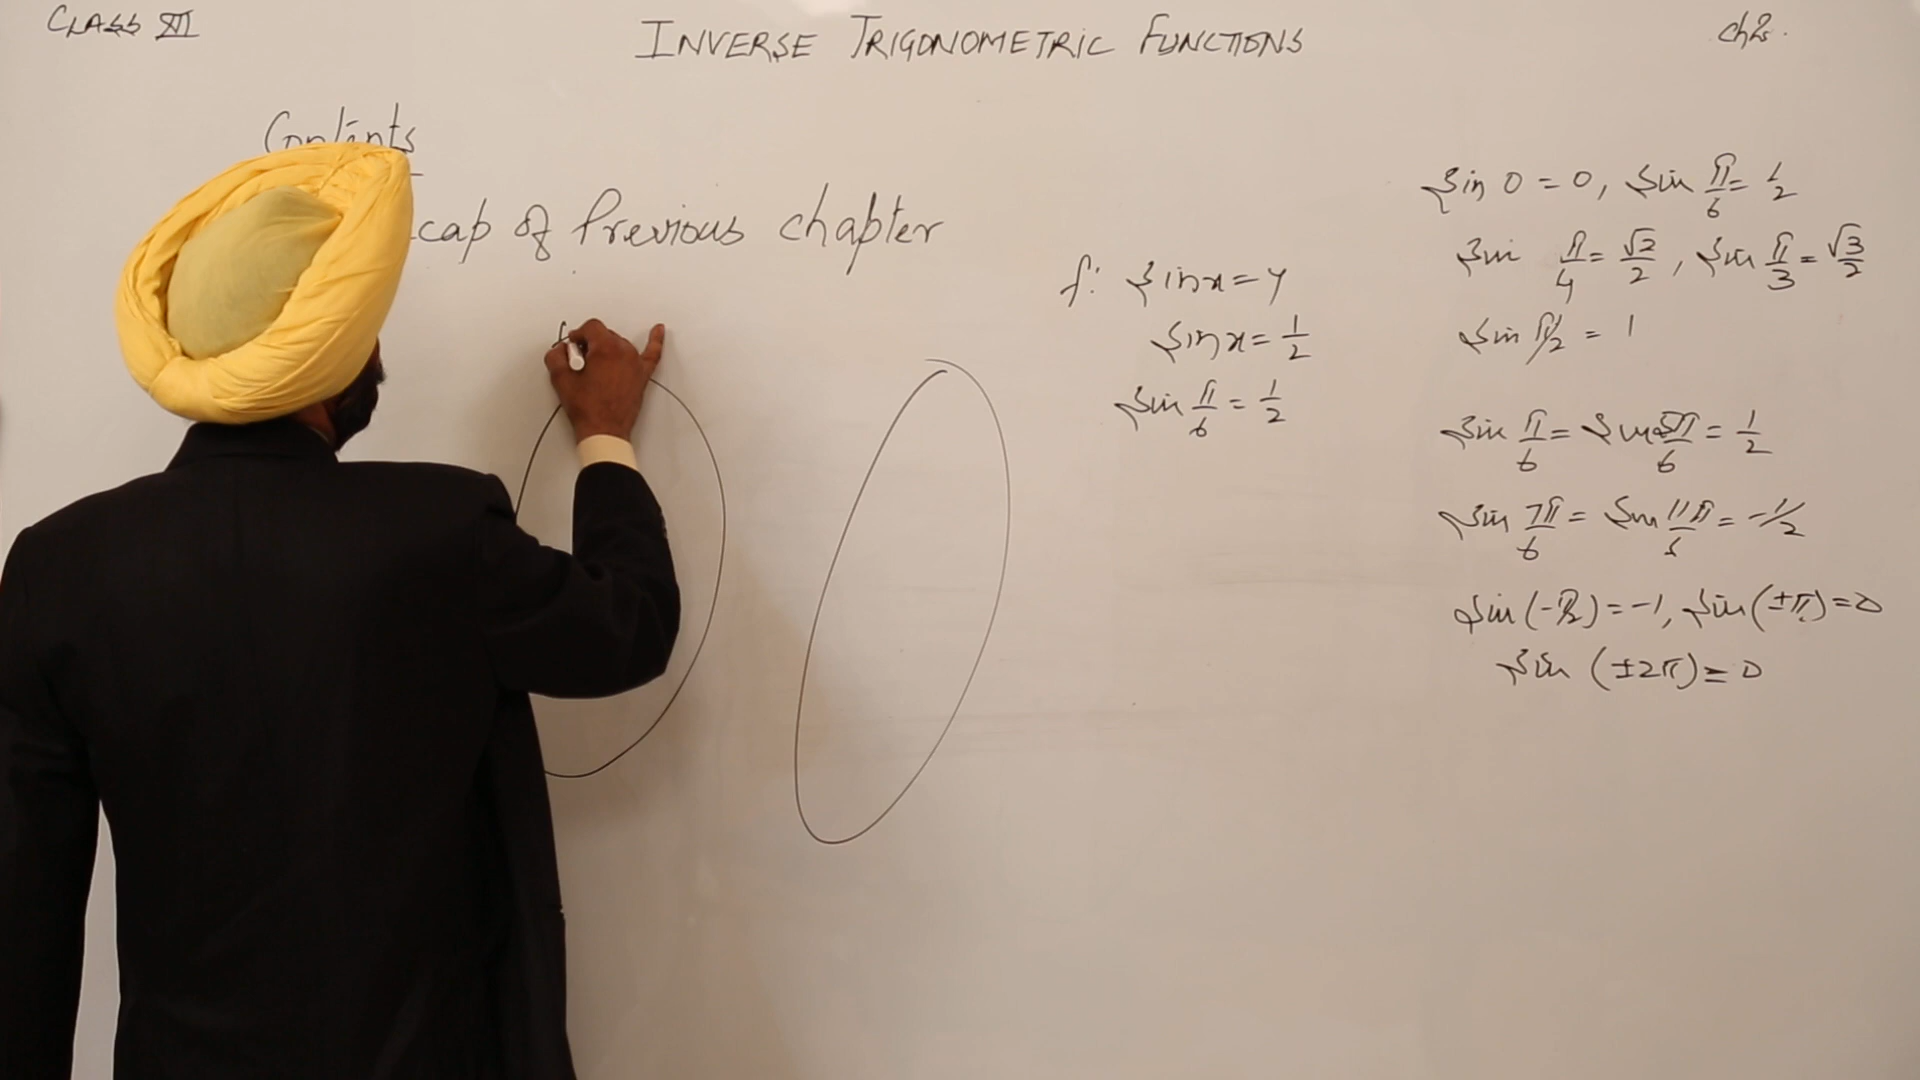 CLASS XII
INVERSE TRIGONOMETRIC FUNCTIONS
Ch 2.
Contents
cap of Previous chapter
f: Sin x = y
Sin x = 1/2
Sin π/6 = 1/2
Sin 0 = 0, Sin π/6 = 1/2
Sin π/4 = √2/2, Sin π/3 = √3/2
Sin π/2 = 1
Sin π/6 = Sin 5π/6 = 1/2
Sin 7π/6 = Sin 11π/6 = -1/2
Sin (-π/2) = -1, Sin (±π) = 0
Sin (±2π) = 0